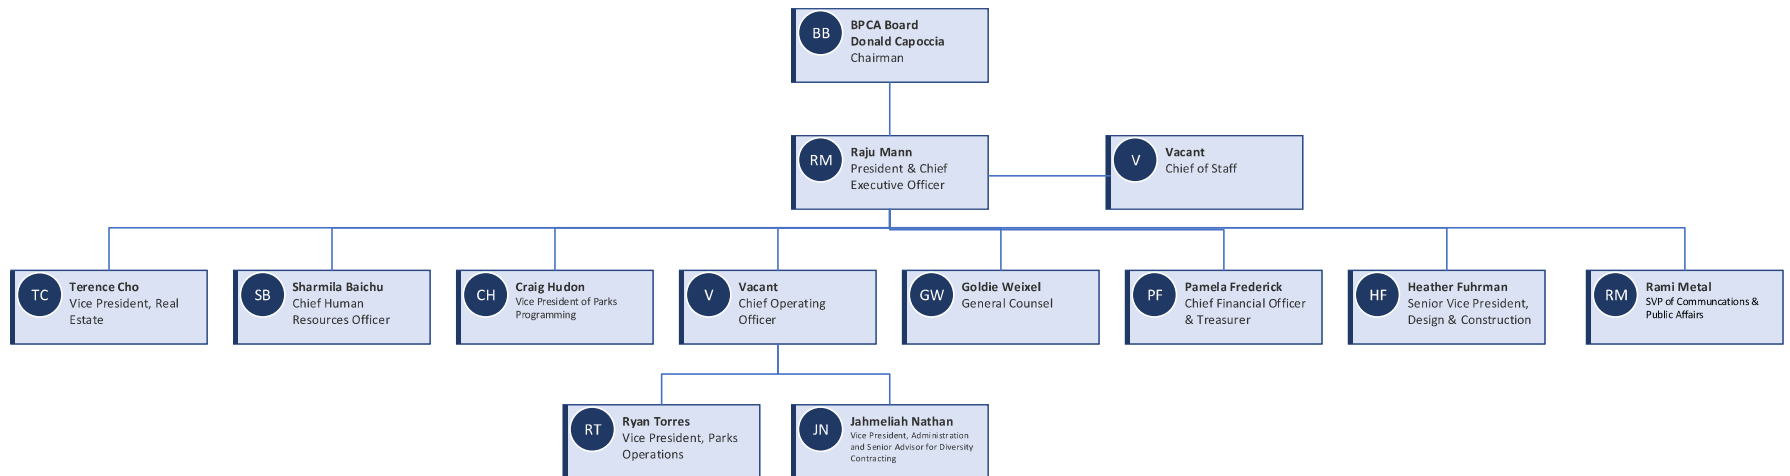 BB
BPCA Board
Donald Capoccia
Chairman
RM
Raju Mann
President & Chief
Executive Officer
V
Vacant
Chief of Staff
TC
Terence Cho
Vice President, Real
Estate
SB
Sharmila Baichu
Chief Human
Resources Officer
CH
Craig Hudon
Vice President of Parks
Programming
V
Vacant
Chief Operating
Officer
GW
Goldie Weixel
General Counsel
PF
Pamela Frederick
Chief Financial Officer
& Treasurer
HF
Heather Fuhrman
Senior Vice President,
Design & Construction
RM
Rami Metal
SVP of Communcations &
Public Affairs
RT
Ryan Torres
Vice President, Parks
Operations
JN
Jahmeliah Nathan
Vice President, Administration
and Senior Advisor for Diversity
Contracting